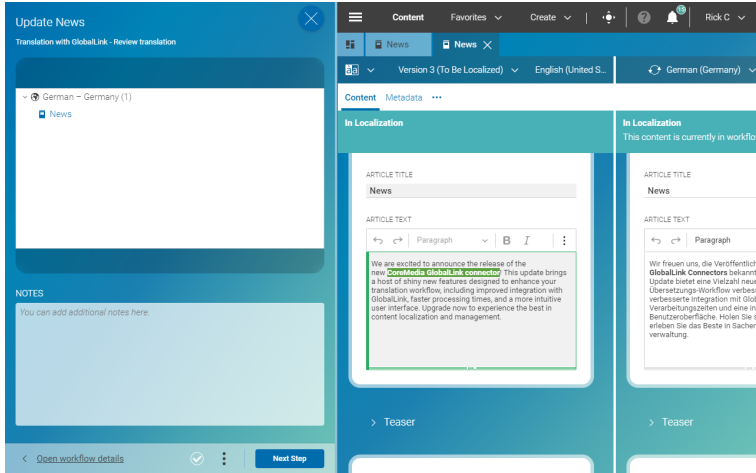 Update News
Translation with GlobalLink - Review translation
German – Germany (1)
News
NOTES
You can add additional notes here.
Open workflow details
Next Step
Content
Favorites
Create
15
Rick C
News
News
Version 3 (To Be Localized)
English (United S...
German (Germany)
Content
Metadata
In Localization
ARTICLE TITLE
News
ARTICLE TEXT
Paragraph
B
I
We are excited to announce the release of the
new CoreMedia GlobalLink connector. This update brings
a host of shiny new features designed to enhance your
translation workflow, including improved integration with
GlobalLink, faster processing times, and a more intuitive
user interface. Upgrade now to experience the best in
content localization and management.
Teaser
In Localization
This content is currently in workflo
ARTICLE TITLE
News
ARTICLE TEXT
Paragraph
Wir freuen uns, die Veröffentlich
GlobalLink Connectors bekannt
Update bietet eine Vielzahl neue
Übersetzungs-Workflow verbes
verbesserte Integration mit Glob
Verarbeitungszeiten und eine in
Benutzeroberfläche. Holen Sie s
erleben Sie das Beste in Sachen
verwaltung.
Teaser